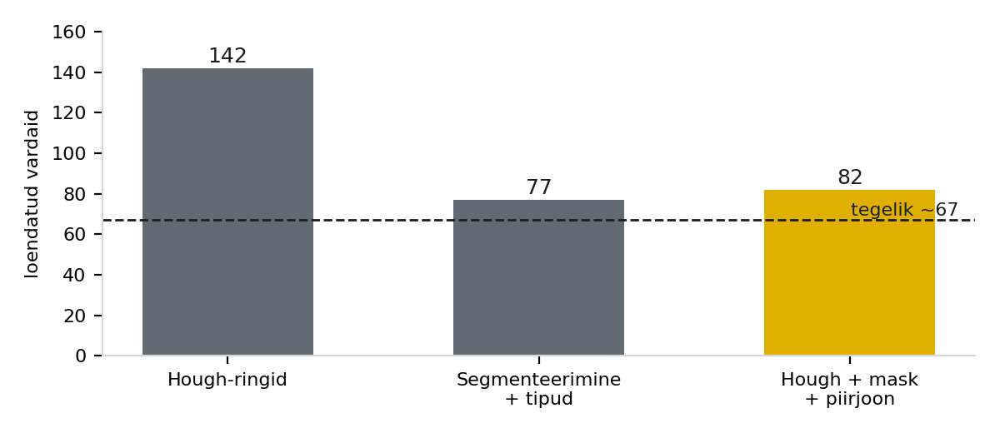 loendatud vardaid
160
140
120
100
80
60
40
20
0
142
77
82
tegelik ~67
Hough-ringid
Segmenteerimine
+ tipud
Hough + mask
+ piirjoon